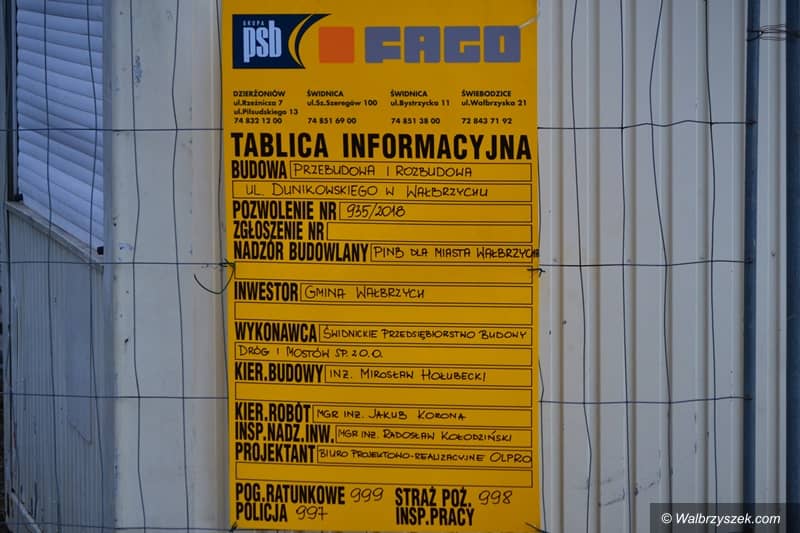 GRUPA
psb
FAGO
DZIERŻONIÓW
ul.Rzeźnicza 7
ul.Piłsudskiego 13
74 832 12 00
ŚWIDNICA
ul.Sz.Szeregów 100
74 851 69 00
ŚWIDNICA
ul.Bystrzycka 11
74 851 38 00
ŚWIEBODZICE
ul.Wałbrzyska 21
72 843 71 92
TABLICA INFORMACYJNA
BUDOWA PRZEBUDOWA I ROZBUDOWA
UL. DUNIKOWSKIEGO W WAŁBRZYCHU
POZWOLENIE NR 935/2018
ZGŁOSZENIE NR
NADZÓR BUDOWLANY PINB DLA MIASTA WAŁBRZYCHA
INWESTOR GMINA WAŁBRZYCH
WYKONAWCA ŚWIDNICKIE PRZEDSIĘBIORSTWO BUDOWY
DRÓG I MOSTÓW SP. Z O.O.
KIER.BUDOWY INŻ. MIROSŁAW HOŁUBECKI
KIER.ROBÓT MGR INŻ. JAKUB KORONA
INSP.NADZ.INW. MGR INŻ. RADOSŁAW KOŁODZIŃSKI
PROJEKTANT BIURO PROJEKTOWO-REALIZACYJNE OLPRO
POG.RATUNKOWE 999 STRAŻ POŻ. 998
POLICJA 997 INSP.PRACY
© Walbrzyszek.com